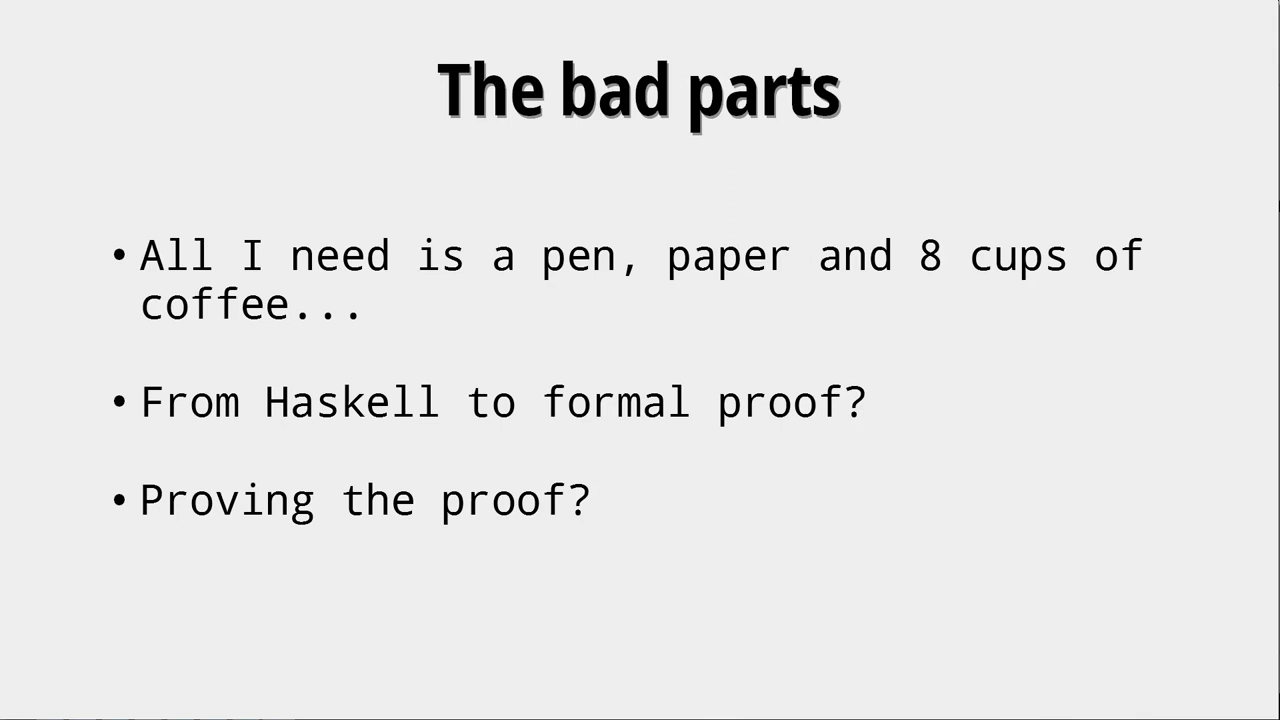 The bad parts
• All I need is a pen, paper and 8 cups of
coffee...
• From Haskell to formal proof?
• Proving the proof?